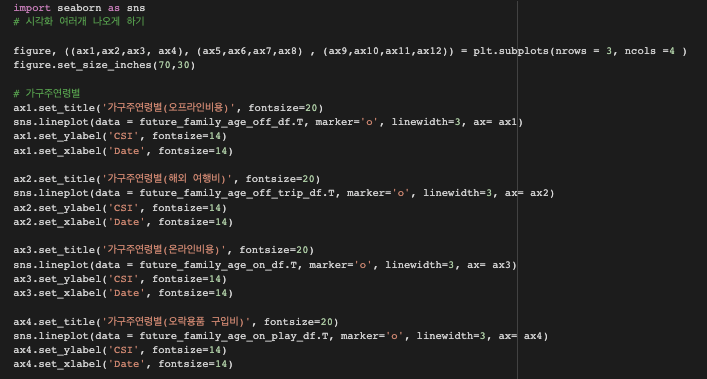 import seaborn as sns
# 시각화 여러개 나오게 하기
figure, ((ax1,ax2,ax3, ax4), (ax5,ax6,ax7,ax8) , (ax9,ax10,ax11,ax12)) = plt.subplots(nrows = 3, ncols =4 )
figure.set_size_inches(70,30)
# 가구주연령별
ax1.set_title('가구주연령별(오프라인비용)', fontsize=20)
sns.lineplot(data = future_family_age_off_df.T, marker='o', linewidth=3, ax= ax1)
ax1.set_ylabel('CSI', fontsize=14)
ax1.set_xlabel('Date', fontsize=14)
ax2.set_title('가구주연령별(해외 여행비)', fontsize=20)
sns.lineplot(data = future_family_age_off_trip_df.T, marker='o', linewidth=3, ax= ax2)
ax2.set_ylabel('CSI', fontsize=14)
ax2.set_xlabel('Date', fontsize=14)
ax3.set_title('가구주연령별(온라인비용)', fontsize=20)
sns.lineplot(data = future_family_age_on_df.T, marker='o', linewidth=3, ax= ax3)
ax3.set_ylabel('CSI', fontsize=14)
ax3.set_xlabel('Date', fontsize=14)
ax4.set_title('가구주연령별(오락용품 구입비)', fontsize=20)
sns.lineplot(data = future_family_age_on_play_df.T, marker='o', linewidth=3, ax= ax4)
ax4.set_ylabel('CSI', fontsize=14)
ax4.set_xlabel('Date', fontsize=14)